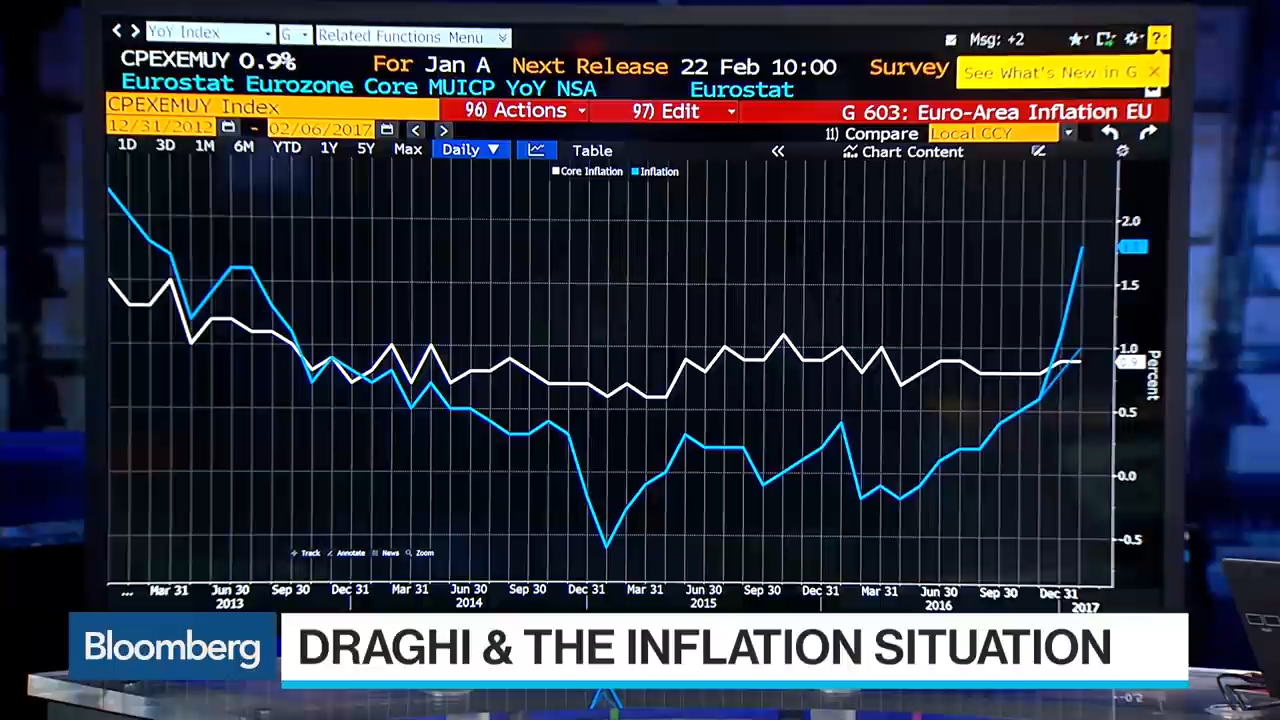 YoY Index G Related Functions Menu Msg: +2 ?
CPEXEMUY 0.9% For Jan A Next Release 22 Feb 10:00 Survey
See What's New in G X
Eurostat Eurozone Core MUICP YoY NSA Eurostat
CPEXEMUY Index 96) Actions 97) Edit G 603: Euro-Area Inflation EU
12/31/2012 - 02/06/2017 < > 11) Compare Local CCY
1D 3D 1M 6M YTD 1Y 5Y Max Daily ▼ Table « Chart Content
Core Inflation Inflation
2.0
1.5
1.0
0.9
Percent
0.5
0.0
-0.5
Track Annotate News Zoom
... Mar 31 Jun 30 Sep 30 Dec 31 Mar 31 Jun 30 Sep 30 Dec 31 Mar 31 Jun 30 Sep 30 Dec 31 Mar 31 Jun 30 Sep 30 Dec 31
2013 2014 2015 2016 2017
Bloomberg
DRAGHI & THE INFLATION SITUATION